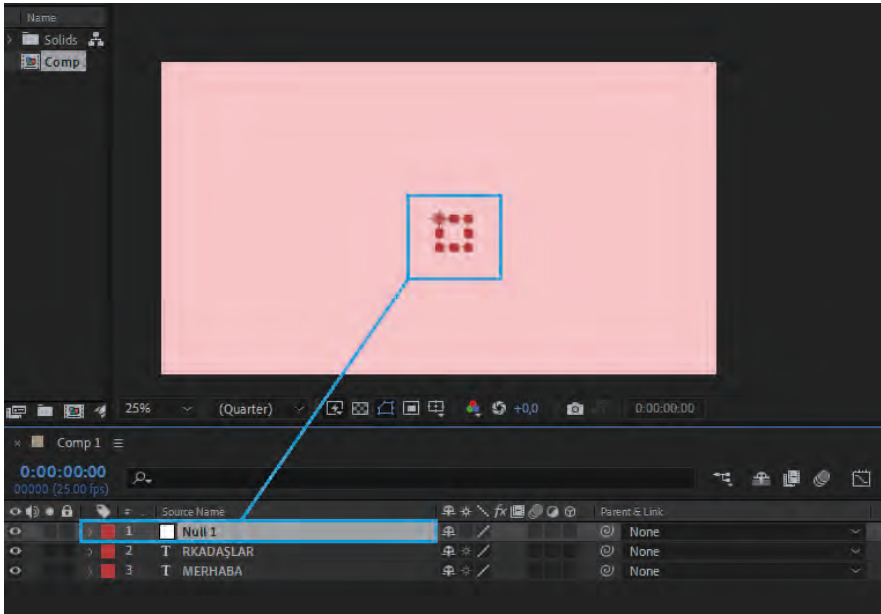 Name
Solids
Comp
25% (Quarter) +0,0 0:00:00:00
Comp 1
0:00:00:00
00000 (25.00 fps)
# Source Name fx Parent & Link
1 Null 1 None
2 T RKADAŞLAR None
3 T MERHABA None